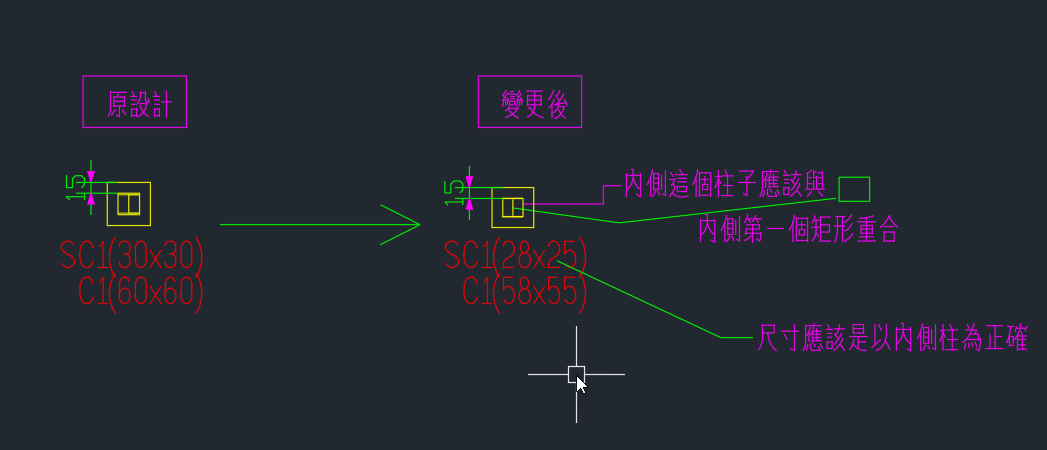 原設計
變更後
15
15
內側這個柱子應該與
內側第一個矩形重合
SC1(30x30)
C1(60x60)
SC1(28x25)
C1(58x55)
尺寸應該是以內側柱為正確